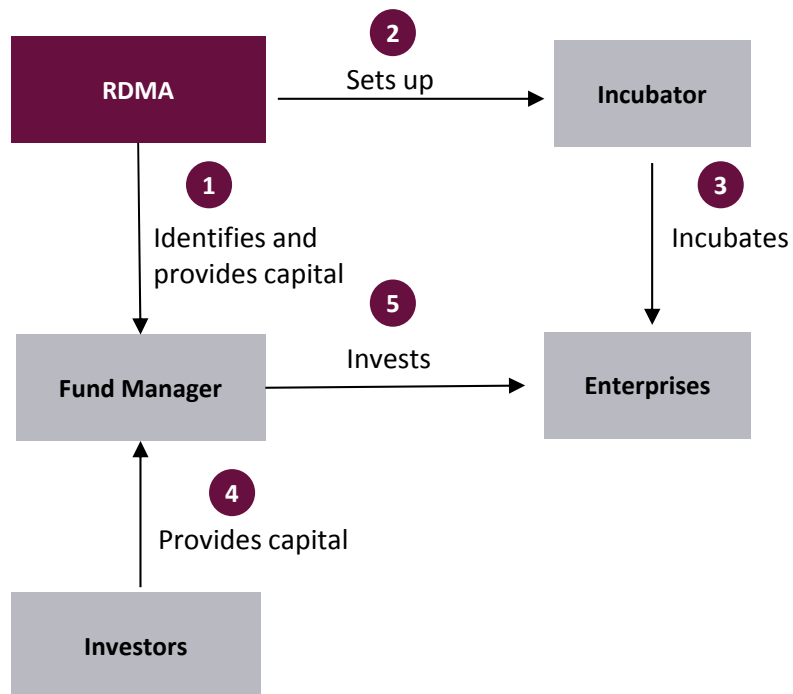 2
Sets up
RDMA
Incubator
1
Identifies and
provides capital
3
Incubates
5
Invests
Fund Manager
Enterprises
4
Provides capital
Investors